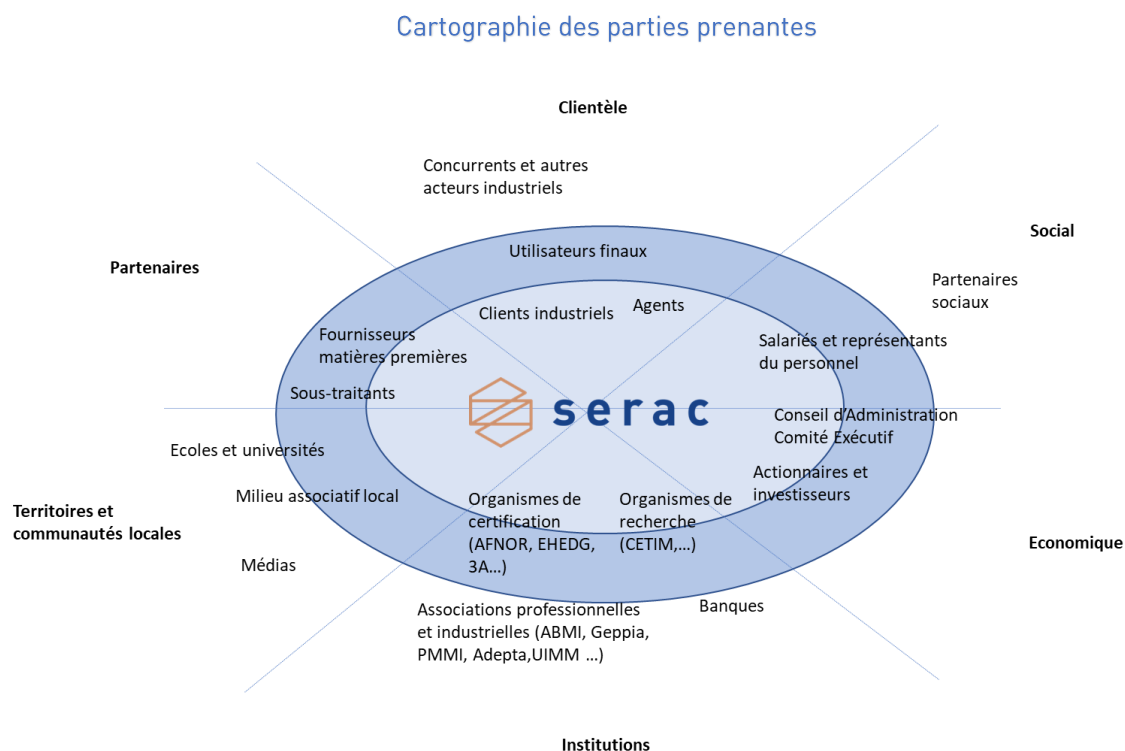 Cartographie des parties prenantes
Clientèle
Concurrents et autres
acteurs industriels
Social
Partenaires
Utilisateurs finaux
Partenaires
sociaux
Clients industriels
Agents
Fournisseurs
matières premières
Salariés et représentants
du personnel
Sous-traitants
serac
Conseil d'Administration
Comité Exécutif
Ecoles et universités
Actionnaires et
investisseurs
Milieu associatif local
Organismes de
certification
(AFNOR, EHEDG,
3A...)
Organismes de
recherche
(CETIM,...)
Territoires et
communautés locales
Economique
Médias
Associations professionnelles
et industrielles (ABMI, Geppia,
PMMI, Adepta,UIMM ...)
Banques
Institutions